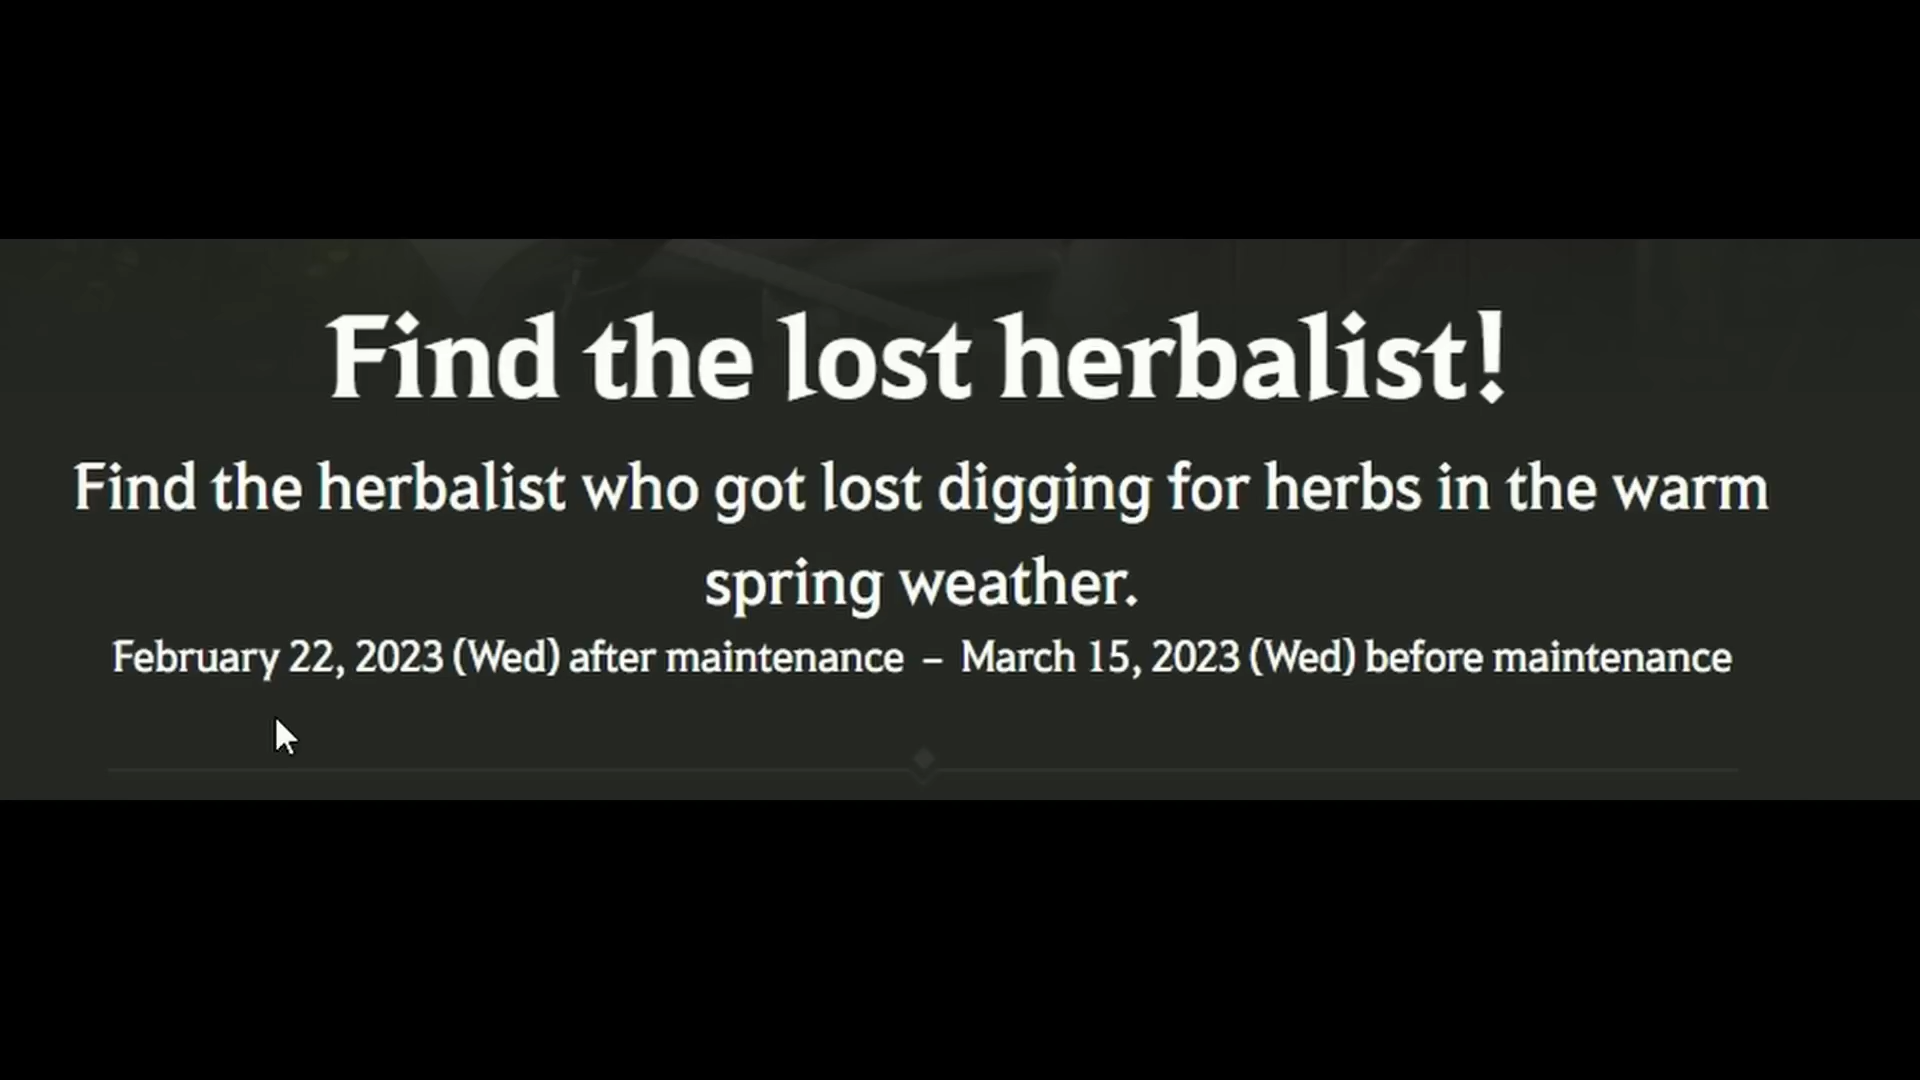 Find the lost herbalist!
Find the herbalist who got lost digging for herbs in the warm
spring weather.
February 22, 2023 (Wed) after maintenance – March 15, 2023 (Wed) before maintenance